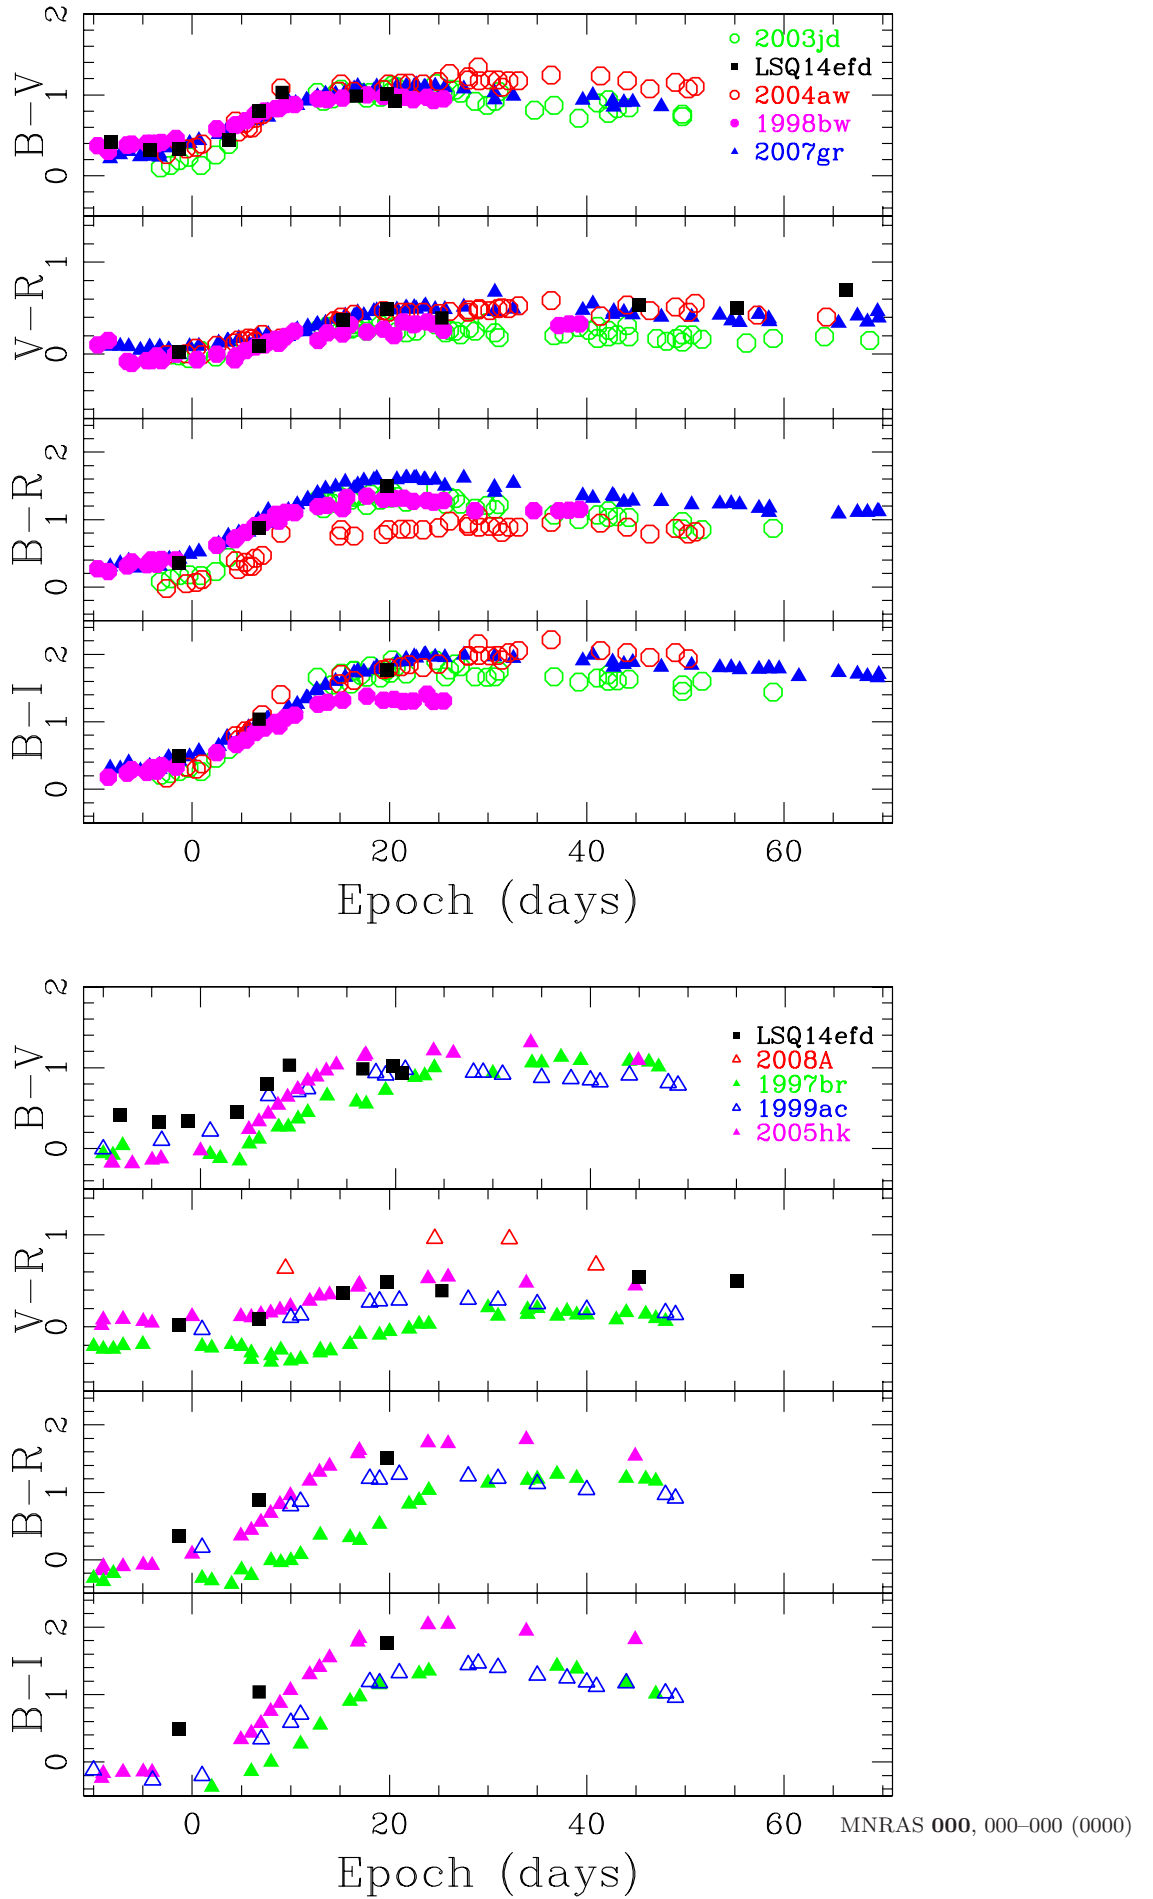 2
1
0
B−V
2003jd
LSQ14efd
2004aw
1998bw
2007gr
1
0
V−R
2
1
0
B−R
2
1
0
B−I
0 20 40 60
Epoch (days)
2
1
0
B−V
LSQ14efd
2008A
1997br
1999ac
2005hk
1
0
V−R
2
1
0
B−R
2
1
0
B−I
0 20 40 60
MNRAS 000, 000–000 (0000)
Epoch (days)